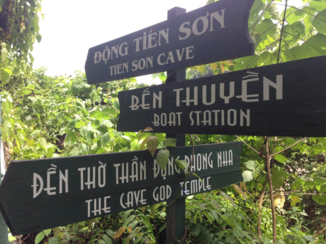 ĐỘNG TIÊN SƠN
TIEN SON CAVE
BẾN THUYỀN
BOAT STATION
ĐỀN THỜ THẦN ĐỘNG PHONG NHA
THE CAVE GOD TEMPLE